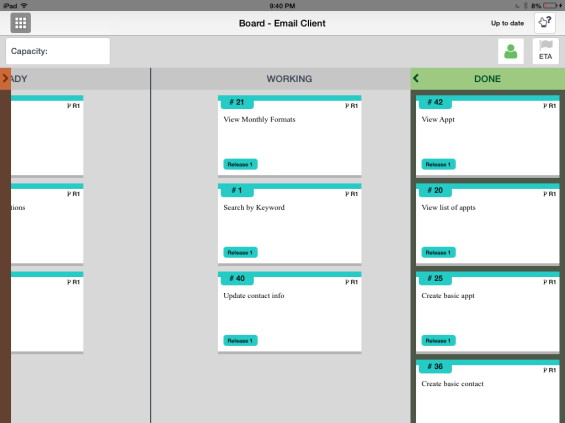 iPad 9:40 PM 8%
Board - Email Client Up to date ?
Capacity: ETA
ADY WORKING DONE
# 21 R1
View Monthly Formats
Release 1
# 1 R1
Search by Keyword
Release 1
# 40 R1
Update contact info
Release 1
R1
tions R1
R1
# 42 R1
View Appt
Release 1
# 20 R1
View list of appts
Release 1
# 25 R1
Create basic appt
Release 1
# 36 R1
Create basic contact